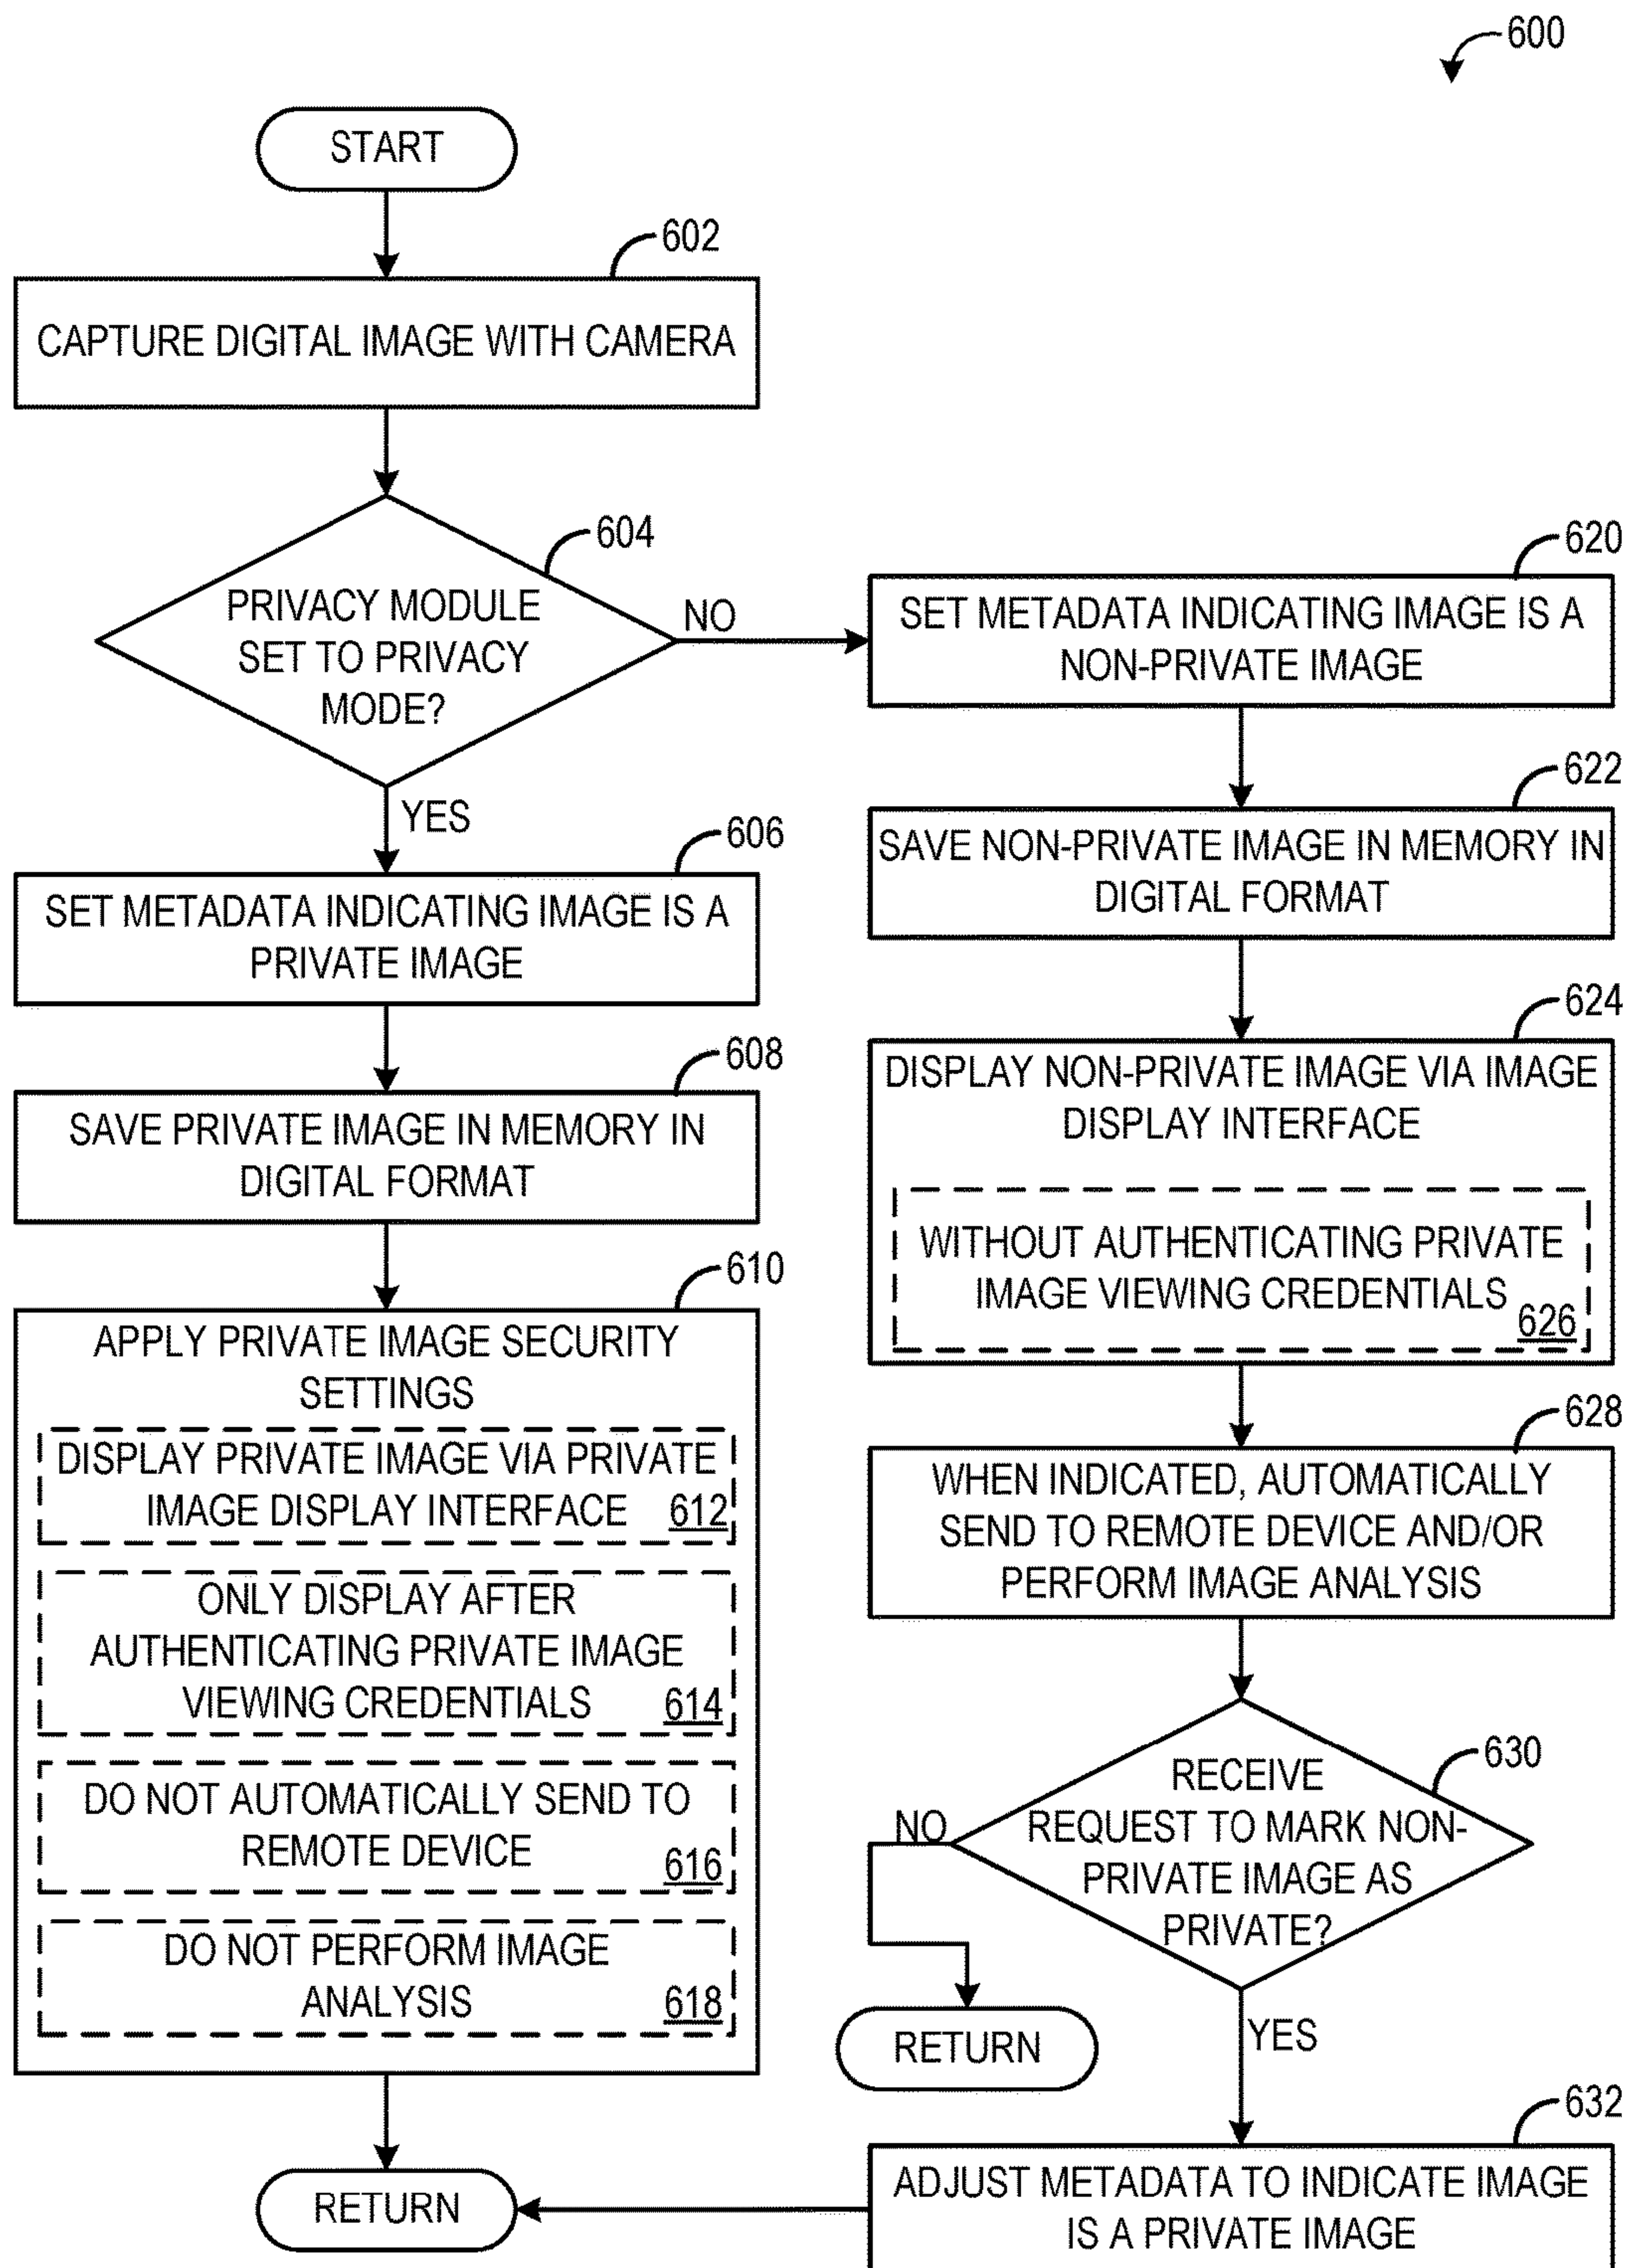 600
START
602
CAPTURE DIGITAL IMAGE WITH CAMERA
604
PRIVACY MODULE
SET TO PRIVACY
MODE?
NO
YES
606
SET METADATA INDICATING IMAGE IS A
PRIVATE IMAGE
608
SAVE PRIVATE IMAGE IN MEMORY IN
DIGITAL FORMAT
610
APPLY PRIVATE IMAGE SECURITY
SETTINGS
DISPLAY PRIVATE IMAGE VIA PRIVATE
IMAGE DISPLAY INTERFACE 612
ONLY DISPLAY AFTER
AUTHENTICATING PRIVATE IMAGE
VIEWING CREDENTIALS 614
DO NOT AUTOMATICALLY SEND TO
REMOTE DEVICE 616
DO NOT PERFORM IMAGE
ANALYSIS 618
RETURN
620
SET METADATA INDICATING IMAGE IS A
NON-PRIVATE IMAGE
622
SAVE NON-PRIVATE IMAGE IN MEMORY IN
DIGITAL FORMAT
624
DISPLAY NON-PRIVATE IMAGE VIA IMAGE
DISPLAY INTERFACE
WITHOUT AUTHENTICATING PRIVATE
IMAGE VIEWING CREDENTIALS
626
628
WHEN INDICATED, AUTOMATICALLY
SEND TO REMOTE DEVICE AND/OR
PERFORM IMAGE ANALYSIS
630
RECEIVE
REQUEST TO MARK NON-
PRIVATE IMAGE AS
PRIVATE?
NO
RETURN
YES
632
ADJUST METADATA TO INDICATE IMAGE
IS A PRIVATE IMAGE